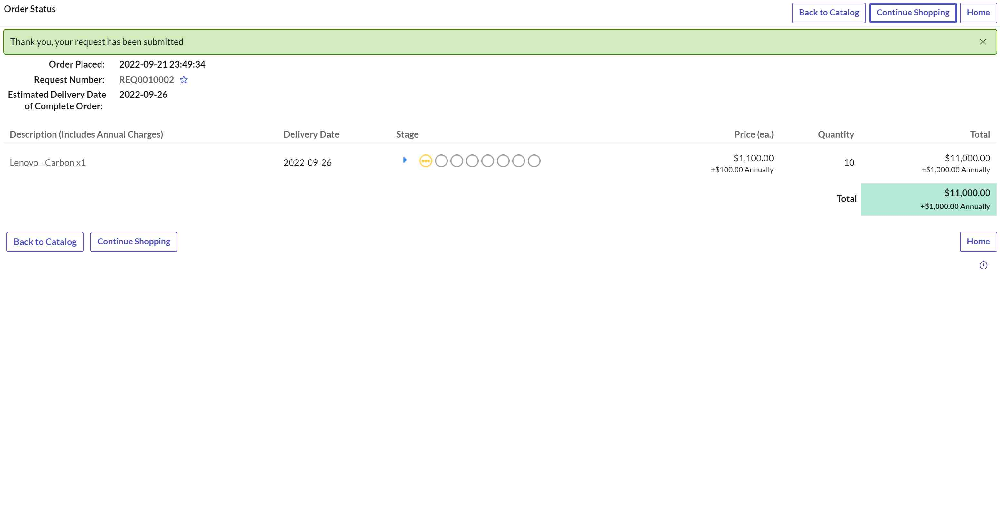 Order Status
Back to Catalog
Continue Shopping
Home
Thank you, your request has been submitted
Order Placed: 2022-09-21 23:49:34
Request Number: REQ0010002
Estimated Delivery Date 2022-09-26
of Complete Order:
Description (Includes Annual Charges) Delivery Date Stage Price (ea.) Quantity Total
Lenovo - Carbon x1 2022-09-26 $1,100.00 10 $11,000.00
+$100.00 Annually +$1,000.00 Annually
Total $11,000.00
+$1,000.00 Annually
Back to Catalog
Continue Shopping
Home